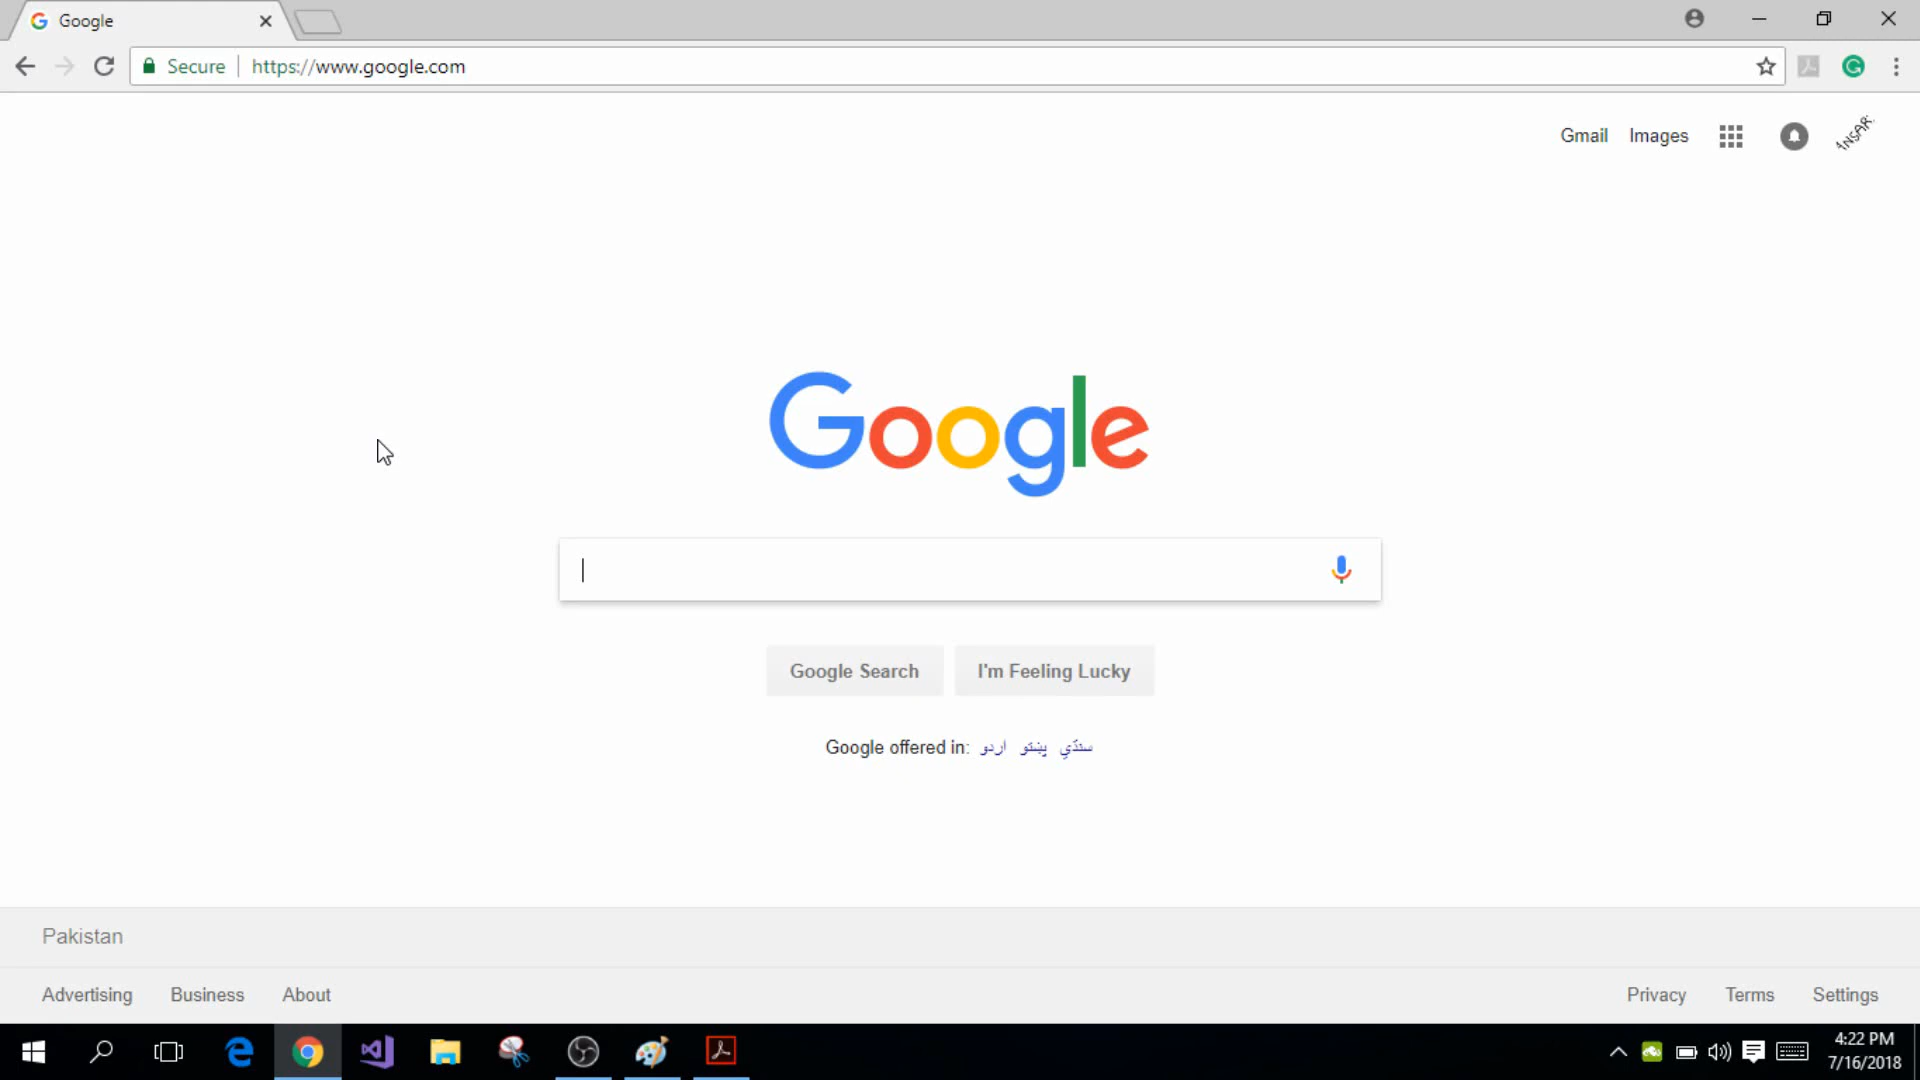 Google
Secure
https://www.google.com
Gmail
Images
ANSAR
Google
Google Search
I'm Feeling Lucky
Google offered in: اردو پښتو سنڌي
Pakistan
Advertising
Business
About
Privacy
Terms
Settings
4:22 PM
7/16/2018